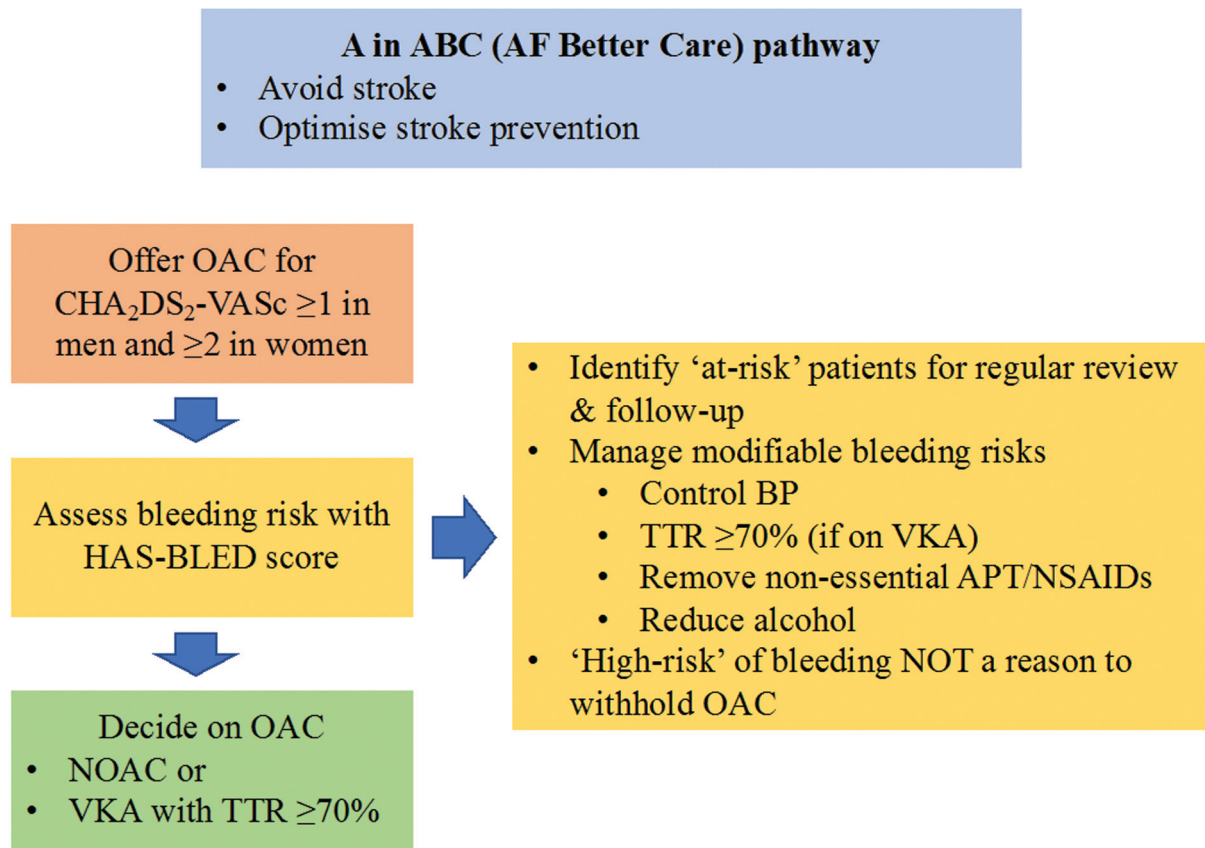 A in ABC (AF Better Care) pathway
• Avoid stroke
• Optimise stroke prevention
Offer OAC for
CHA₂DS₂-VASc ≥1 in
men and ≥2 in women
Assess bleeding risk with
HAS-BLED score
• Identify ‘at-risk’ patients for regular review
& follow-up
• Manage modifiable bleeding risks
• Control BP
• TTR ≥70% (if on VKA)
• Remove non-essential APT/NSAIDs
• Reduce alcohol
• ‘High-risk’ of bleeding NOT a reason to
withhold OAC
Decide on OAC
• NOAC or
• VKA with TTR ≥70%